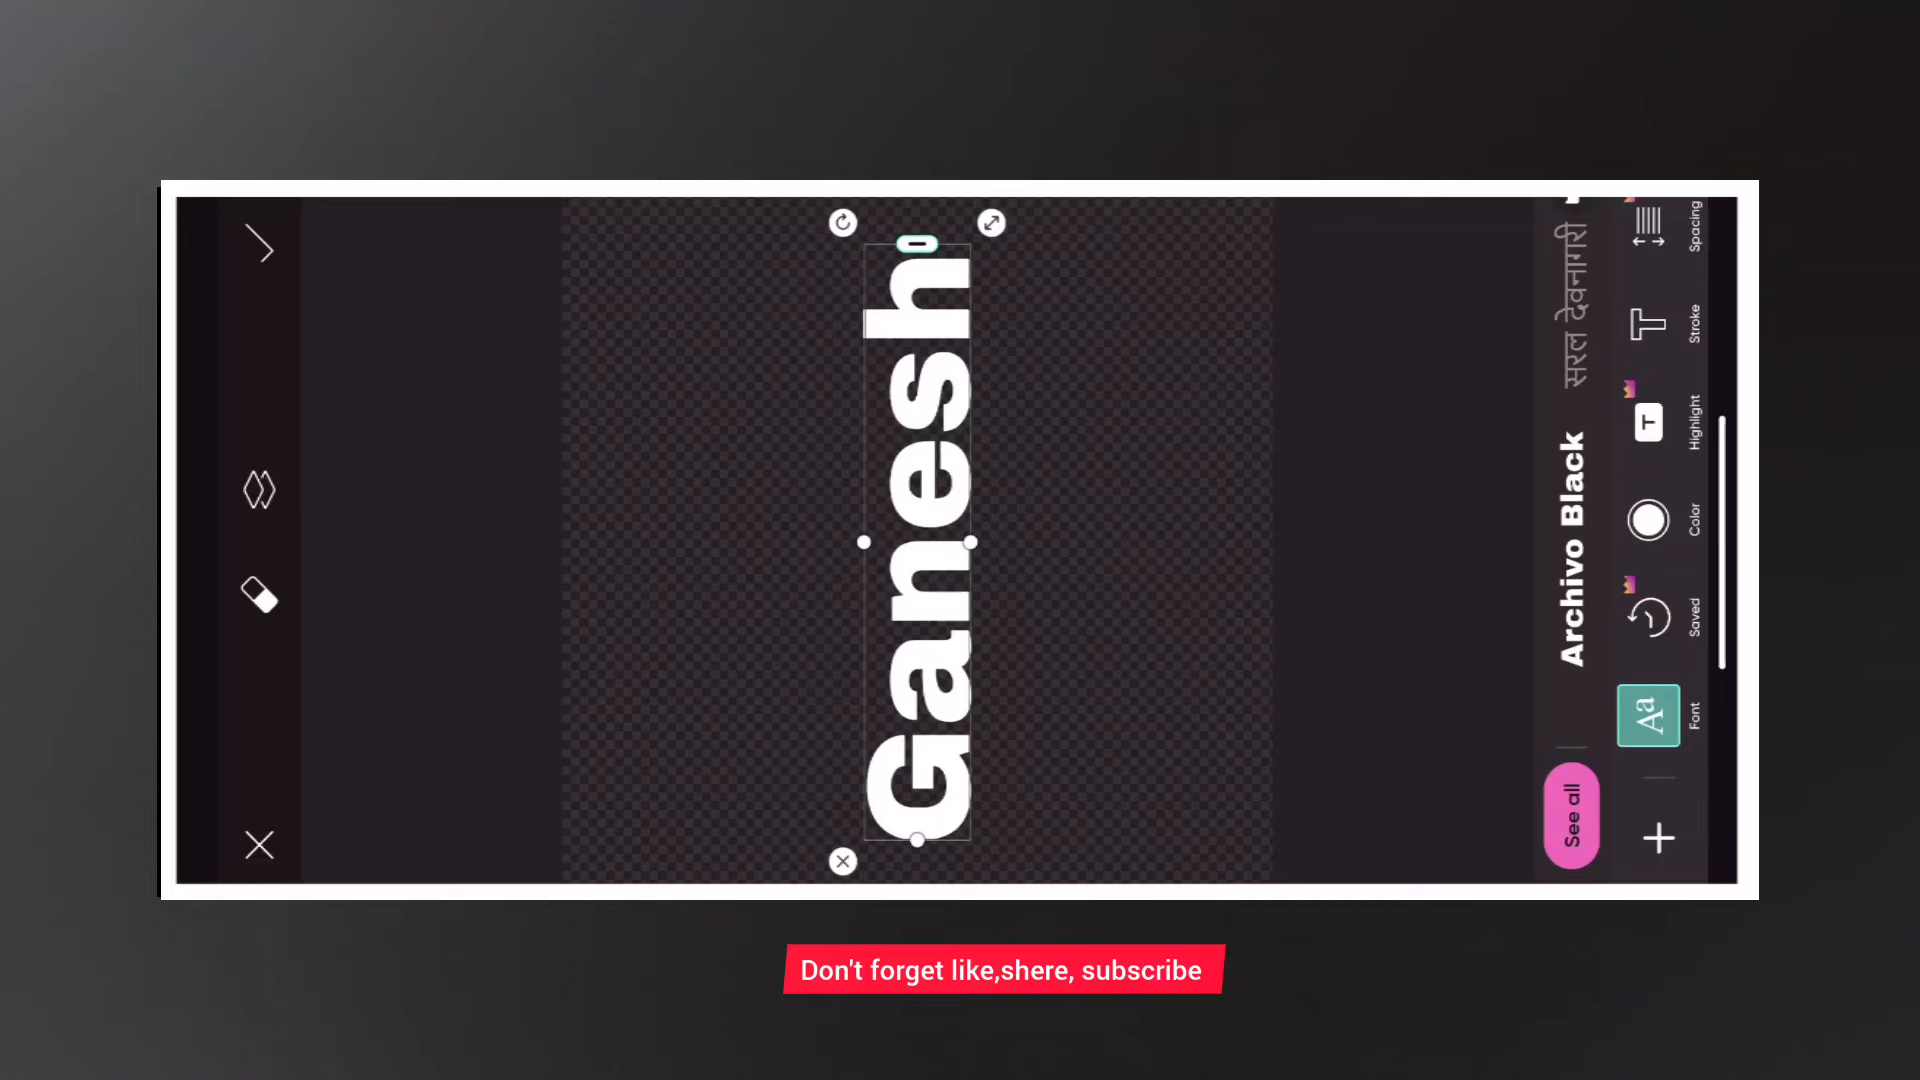 Ganesh
See all
Archivo Black
सरल देवनागरी
Aa
Font
Saved
Color
T
Highlight
Stroke
Spacing
Don't forget like,shere, subscribe